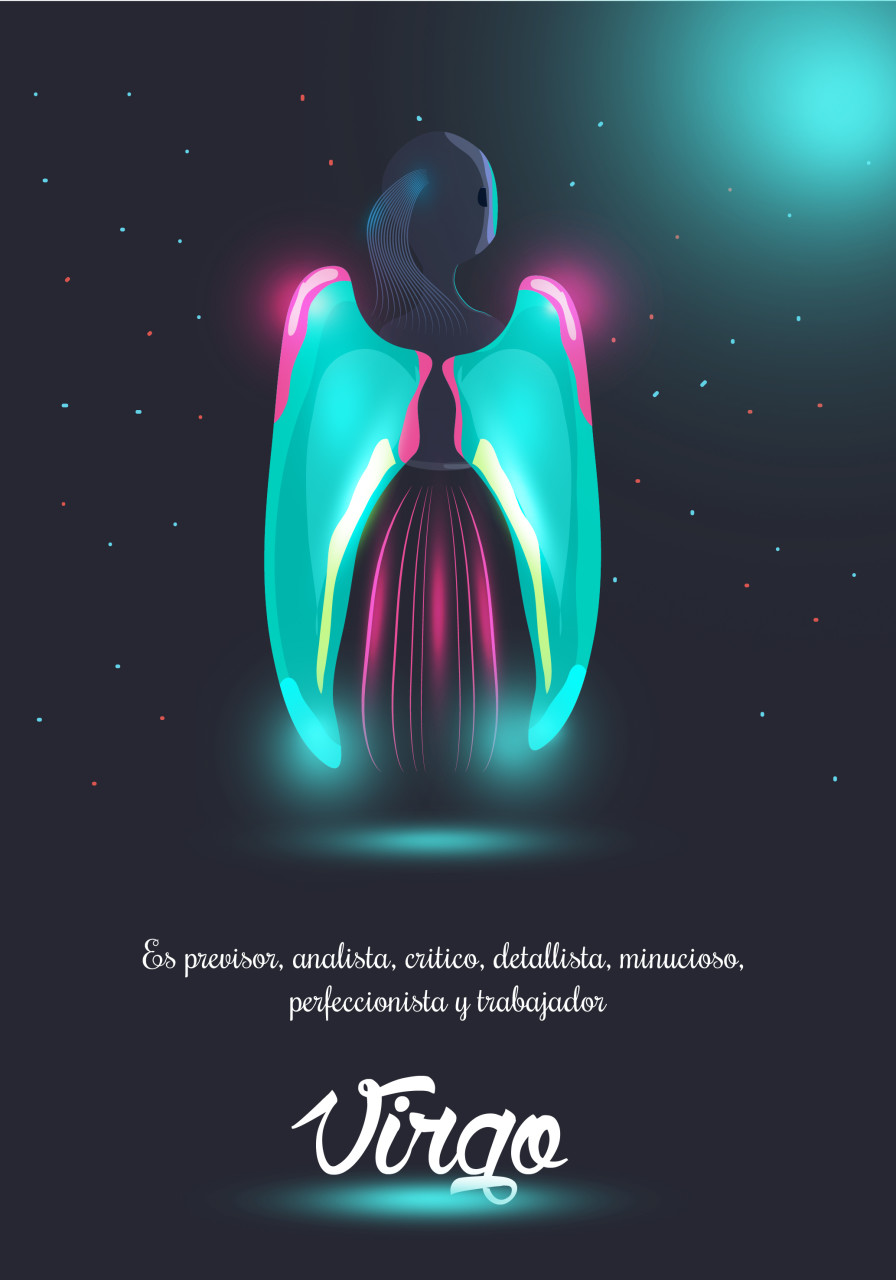 Es previsor, analista, critico, detallista, minucioso,
perfeccionista y trabajador
Virgo